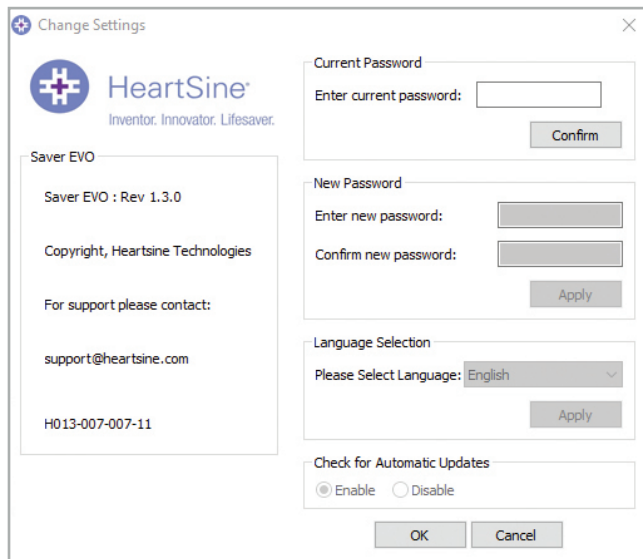 Change Settings
HeartSine®
Inventor. Innovator. Lifesaver.
Saver EVO
Saver EVO : Rev 1.3.0
Copyright, Heartsine Technologies
For support please contact:
support@heartsine.com
H013-007-007-11
Current Password
Enter current password:
Confirm
New Password
Enter new password:
Confirm new password:
Apply
Language Selection
Please Select Language: English
Apply
Check for Automatic Updates
Enable Disable
OK Cancel